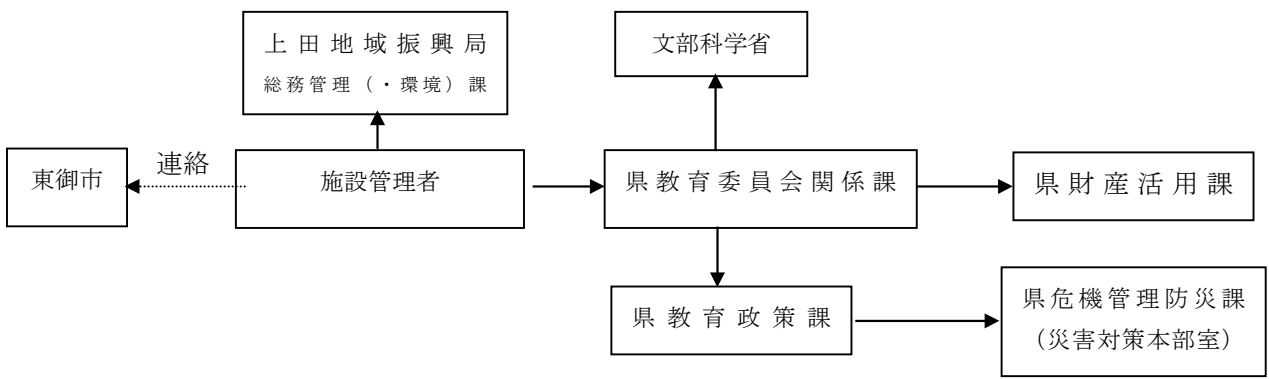 上田地域振興局
総務管理（・環境）課
文部科学省
東御市
連絡
施設管理者
県教育委員会関係課
県財産活用課
県教育政策課
県危機管理防災課
（災害対策本部室）